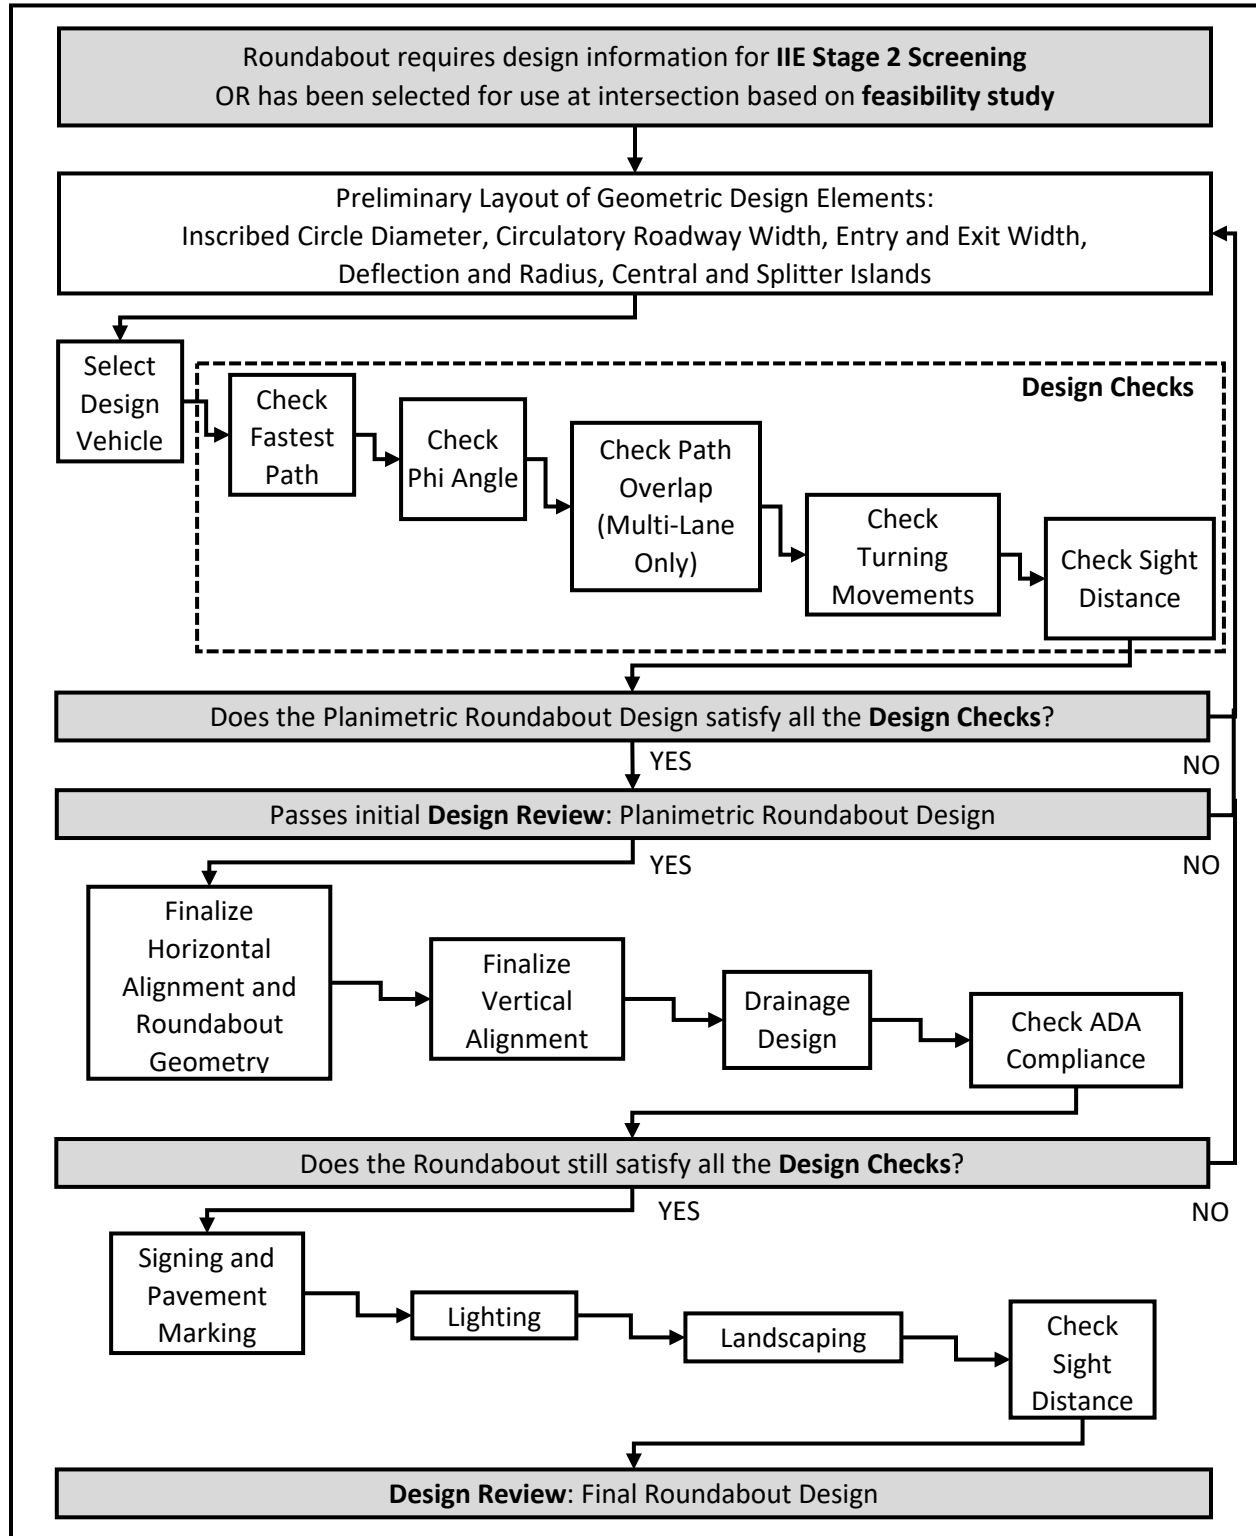 Roundabout requires design information for IIE Stage 2 Screening
OR has been selected for use at intersection based on feasibility study
Preliminary Layout of Geometric Design Elements:
Inscribed Circle Diameter, Circulatory Roadway Width, Entry and Exit Width,
Deflection and Radius, Central and Splitter Islands
Select
Design
Vehicle
Design Checks
Check
Fastest
Path
Check
Phi Angle
Check Path
Overlap
(Multi-Lane
Only)
Check
Turning
Movements
Check Sight
Distance
Does the Planimetric Roundabout Design satisfy all the Design Checks?
YES
NO
Passes initial Design Review: Planimetric Roundabout Design
YES
NO
Finalize
Horizontal
Alignment and
Roundabout
Geometry
Finalize
Vertical
Alignment
Drainage
Design
Check ADA
Compliance
Does the Roundabout still satisfy all the Design Checks?
YES
NO
Signing and
Pavement
Marking
Lighting
Landscaping
Check
Sight
Distance
Design Review: Final Roundabout Design